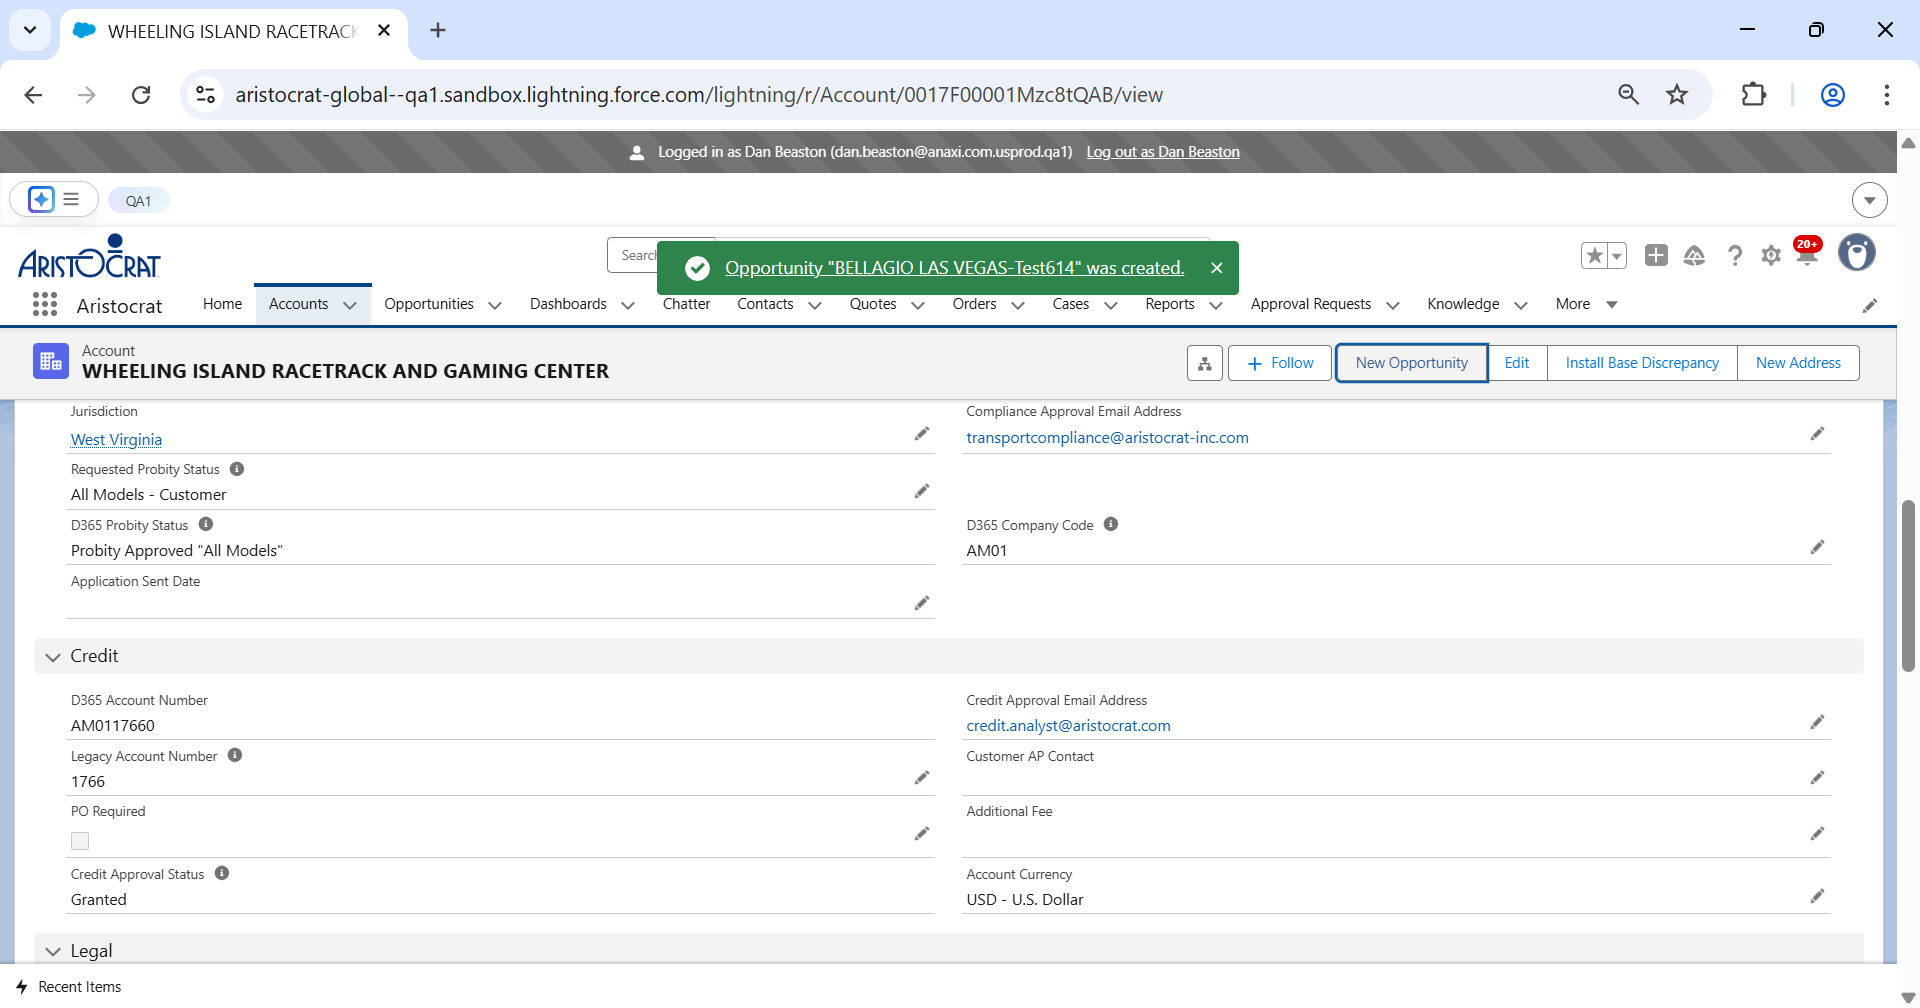 WHEELING ISLAND RACETRACK
aristocrat-global--qa1.sandbox.lightning.force.com/lightning/r/Account/0017F00001Mzc8tQAB/view
Logged in as Dan Beaston (dan.beaston@anaxi.com.usprod.qa1) Log out as Dan Beaston
QA1
ARISTOCRAT
Search
Opportunity "BELLAGIO LAS VEGAS-Test614" was created.
20+
Aristocrat Home Accounts Opportunities Dashboards Chatter Contacts Quotes Orders Cases Reports Approval Requests Knowledge More
Account
WHEELING ISLAND RACETRACK AND GAMING CENTER
Follow New Opportunity Edit Install Base Discrepancy New Address
Jurisdiction
West Virginia
Compliance Approval Email Address
transportcompliance@aristocrat-inc.com
Requested Probity Status
All Models - Customer
D365 Probity Status
Probity Approved "All Models"
D365 Company Code
AM01
Application Sent Date
Credit
D365 Account Number
AM0117660
Credit Approval Email Address
credit.analyst@aristocrat.com
Legacy Account Number
1766
Customer AP Contact
PO Required
Additional Fee
Credit Approval Status
Granted
Account Currency
USD - U.S. Dollar
Legal
Recent Items